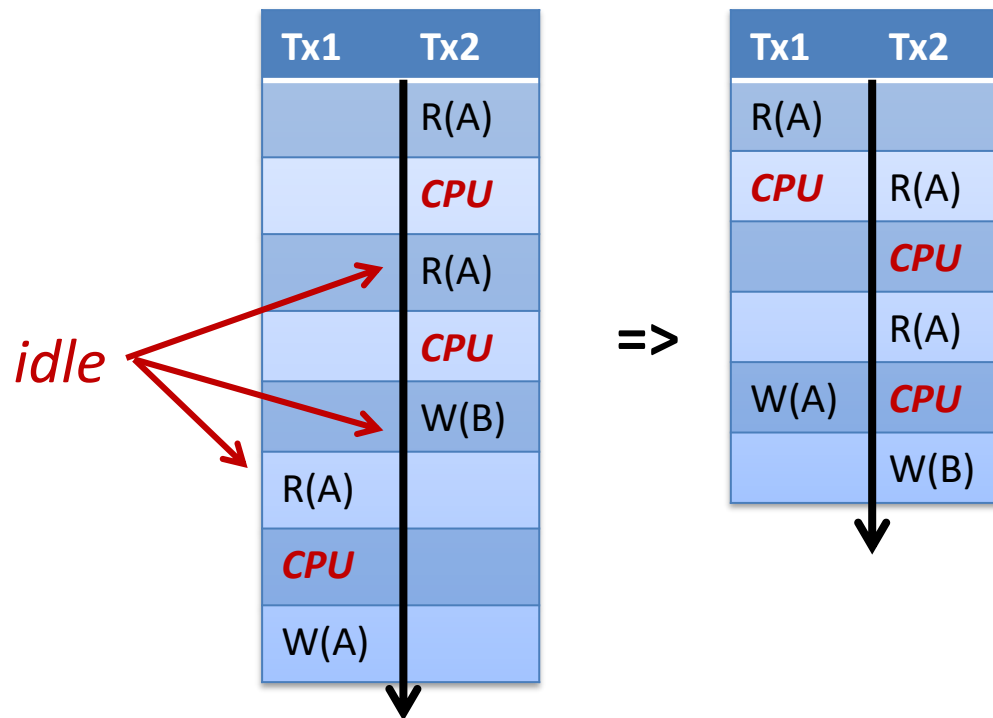 Tx1 Tx2
R(A)
CPU
R(A)
CPU
W(B)
R(A)
CPU
W(A)
idle
=>
Tx1 Tx2
R(A)
CPU R(A)
CPU
R(A)
W(A) CPU
W(B)